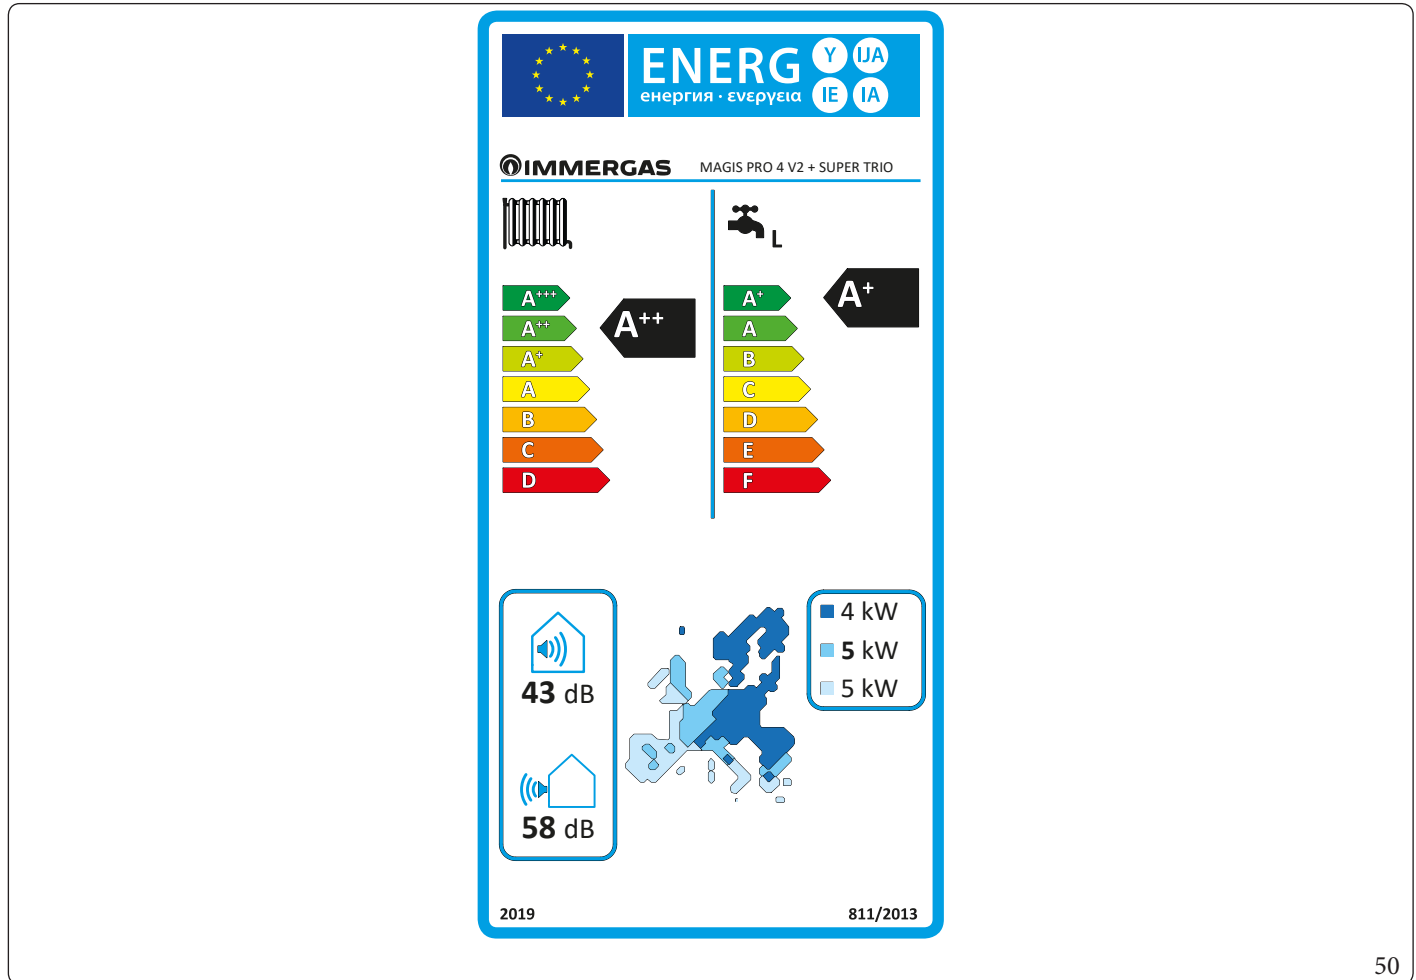 ENERG Y IJA
енергия · ενεργεια IE IA
IMMERGAS MAGIS PRO 4 V2 + SUPER TRIO
L
A+++
A++
A+
A
B
C
D
A++
A+
A
B
C
D
E
F
A+
43 dB
58 dB
4 kW
5 kW
5 kW
2019 811/2013
50